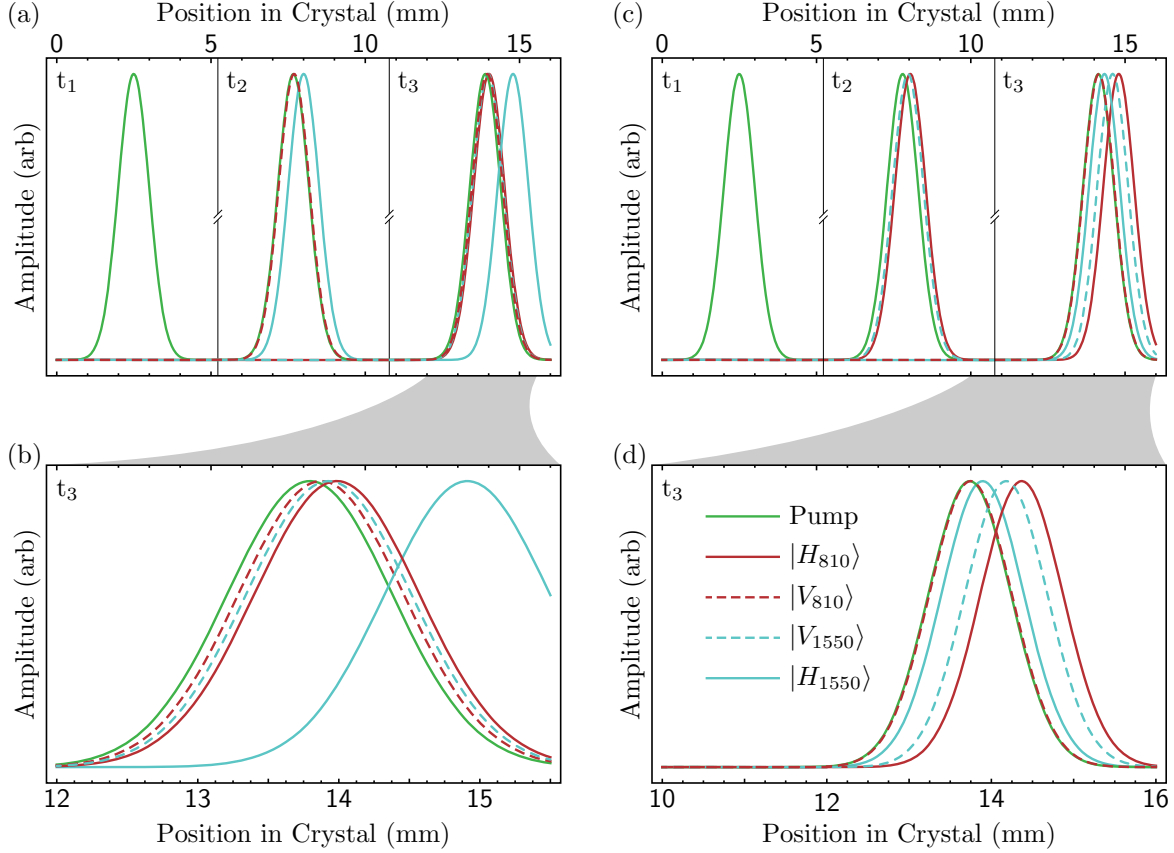 (a)
Position in Crystal (mm)
0 5 10 15
t₁ t₂ t₃
Amplitude (arb)
(c)
Position in Crystal (mm)
0 5 10 15
t₁ t₂ t₃
Amplitude (arb)
(b)
t₃
Amplitude (arb)
12 13 14 15
Position in Crystal (mm)
(d)
t₃
Pump
|H₈₁₀⟩
|V₈₁₀⟩
|V₁₅₅₀⟩
|H₁₅₅₀⟩
Amplitude (arb)
10 12 14 16
Position in Crystal (mm)